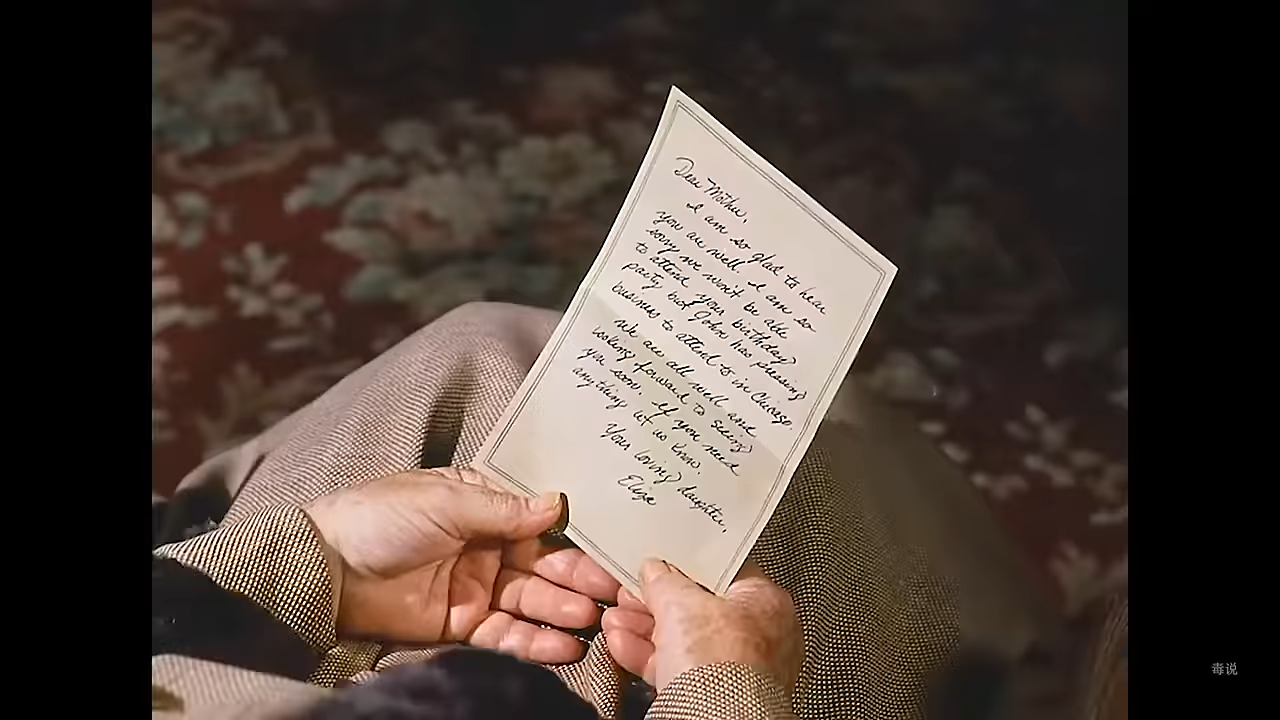 Dear Mother,
I am so glad to hear
you are well. I am so
sorry we won't be able
to attend your birthday
party but John has pressing
business to attend to in Chicago.
We are all well and
looking forward to seeing
you soon. If you need
anything let us know.
Your loving daughter,
Eliza
毒说